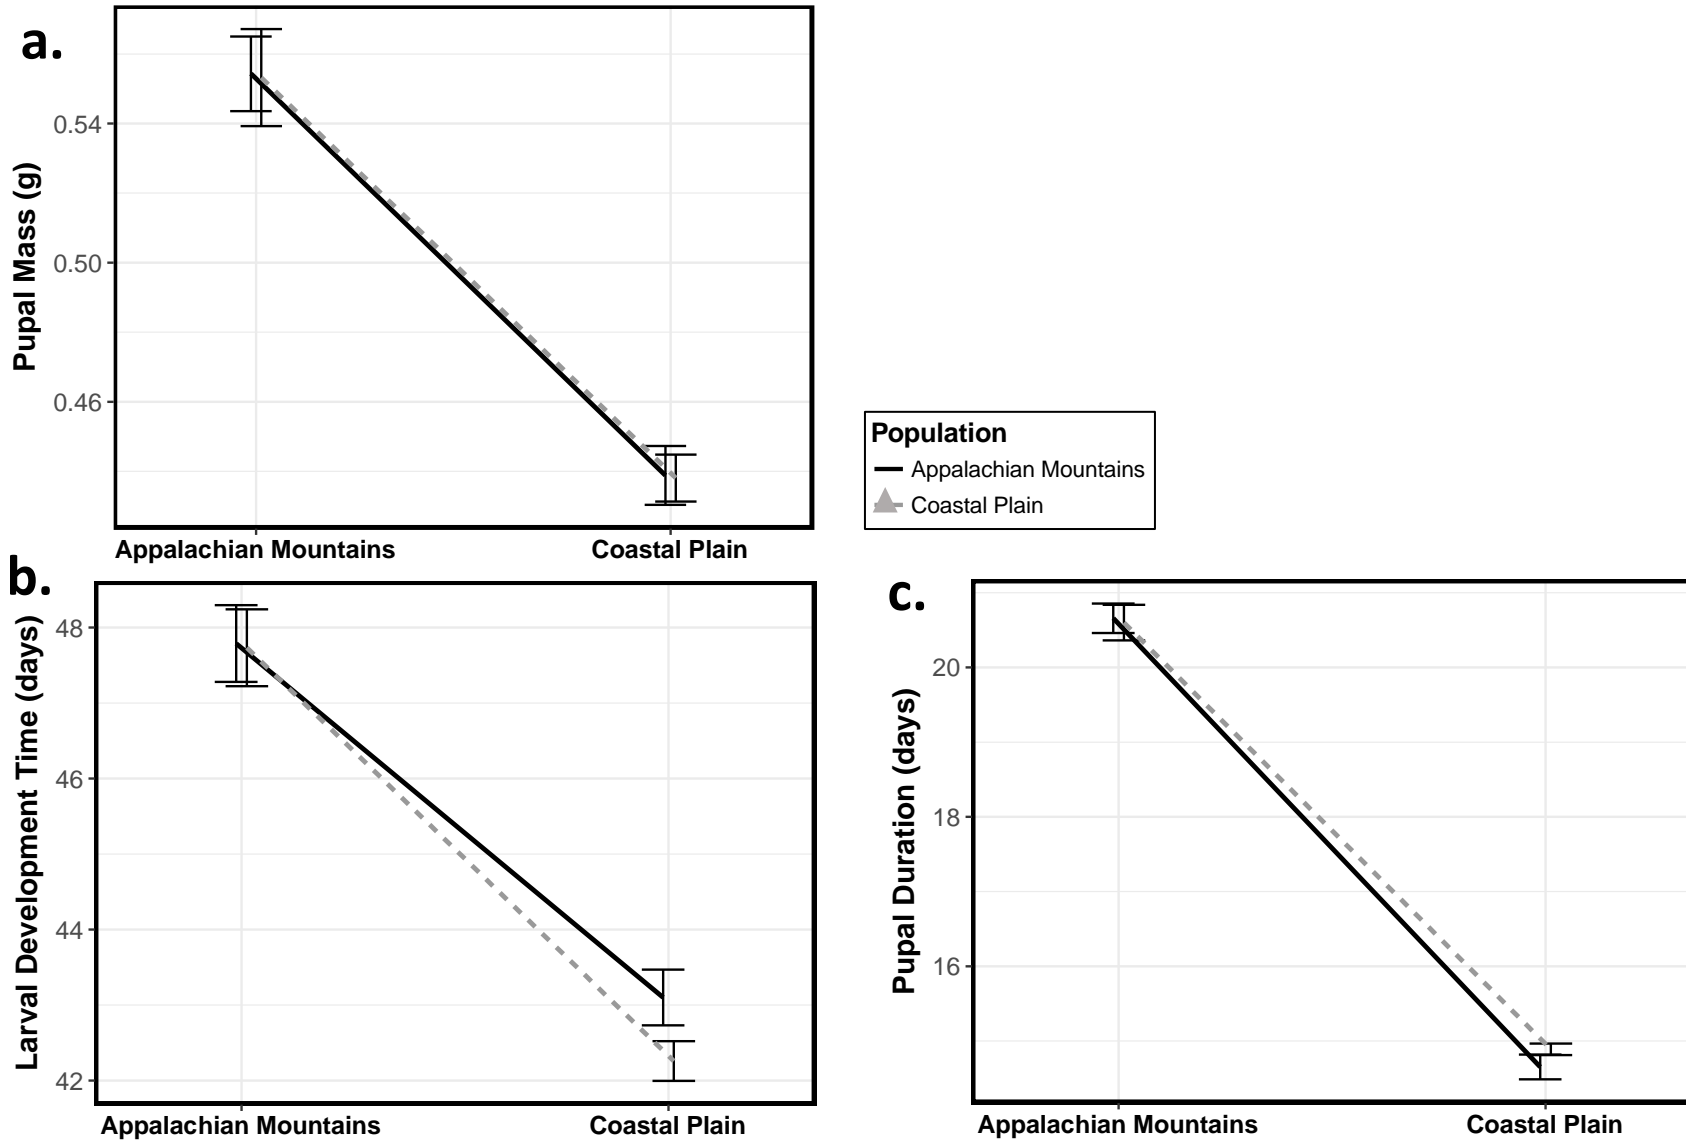 a.
Pupal Mass (g)
0.54
0.50
0.46
Appalachian Mountains
Coastal Plain
Population
Appalachian Mountains
Coastal Plain
b.
Larval Development Time (days)
48
46
44
42
Appalachian Mountains
Coastal Plain
c.
Pupal Duration (days)
20
18
16
Appalachian Mountains
Coastal Plain